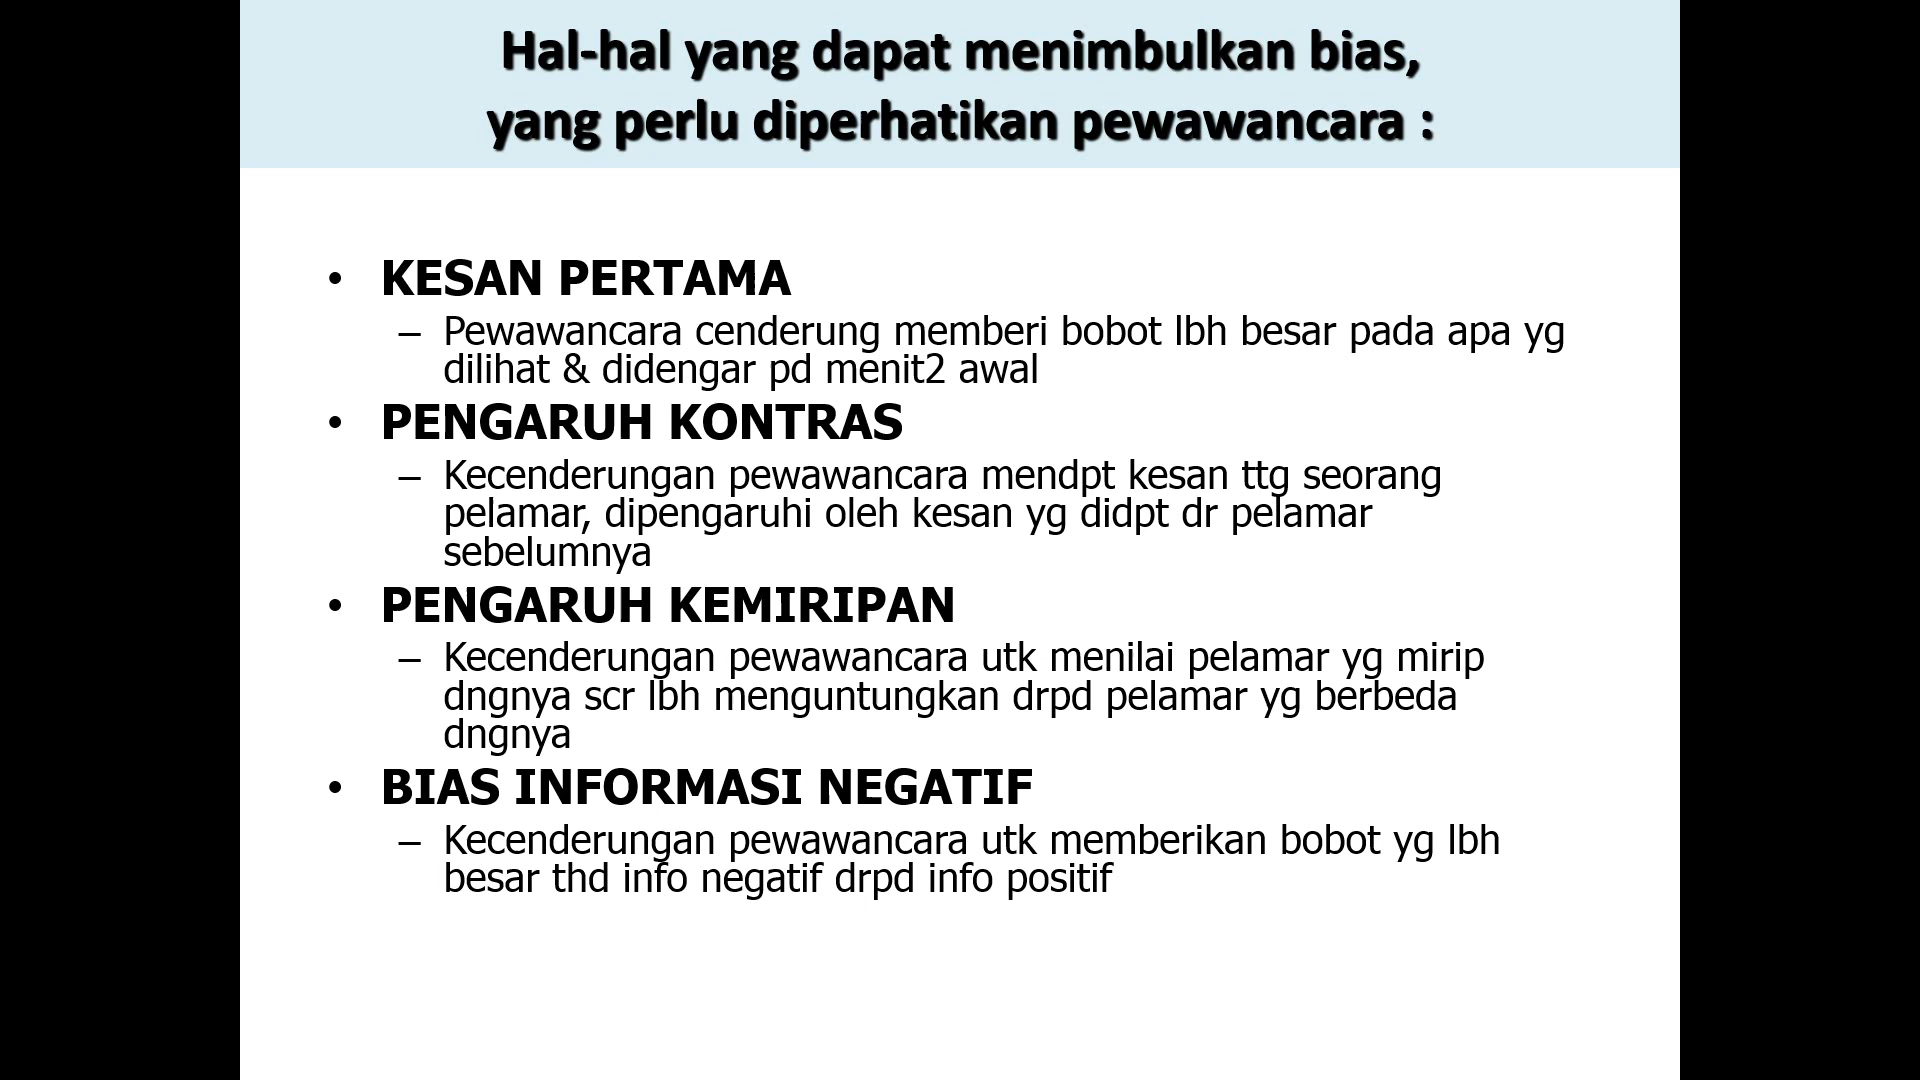 Hal-hal yang dapat menimbulkan bias,
yang perlu diperhatikan pewawancara :
• KESAN PERTAMA
– Pewawancara cenderung memberi bobot lbh besar pada apa yg
dilihat & didengar pd menit2 awal
• PENGARUH KONTRAS
– Kecenderungan pewawancara mendpt kesan ttg seorang
pelamar, dipengaruhi oleh kesan yg didpt dr pelamar
sebelumnya
• PENGARUH KEMIRIPAN
– Kecenderungan pewawancara utk menilai pelamar yg mirip
dngnya scr lbh menguntungkan drpd pelamar yg berbeda
dngnya
• BIAS INFORMASI NEGATIF
– Kecenderungan pewawancara utk memberikan bobot yg lbh
besar thd info negatif drpd info positif